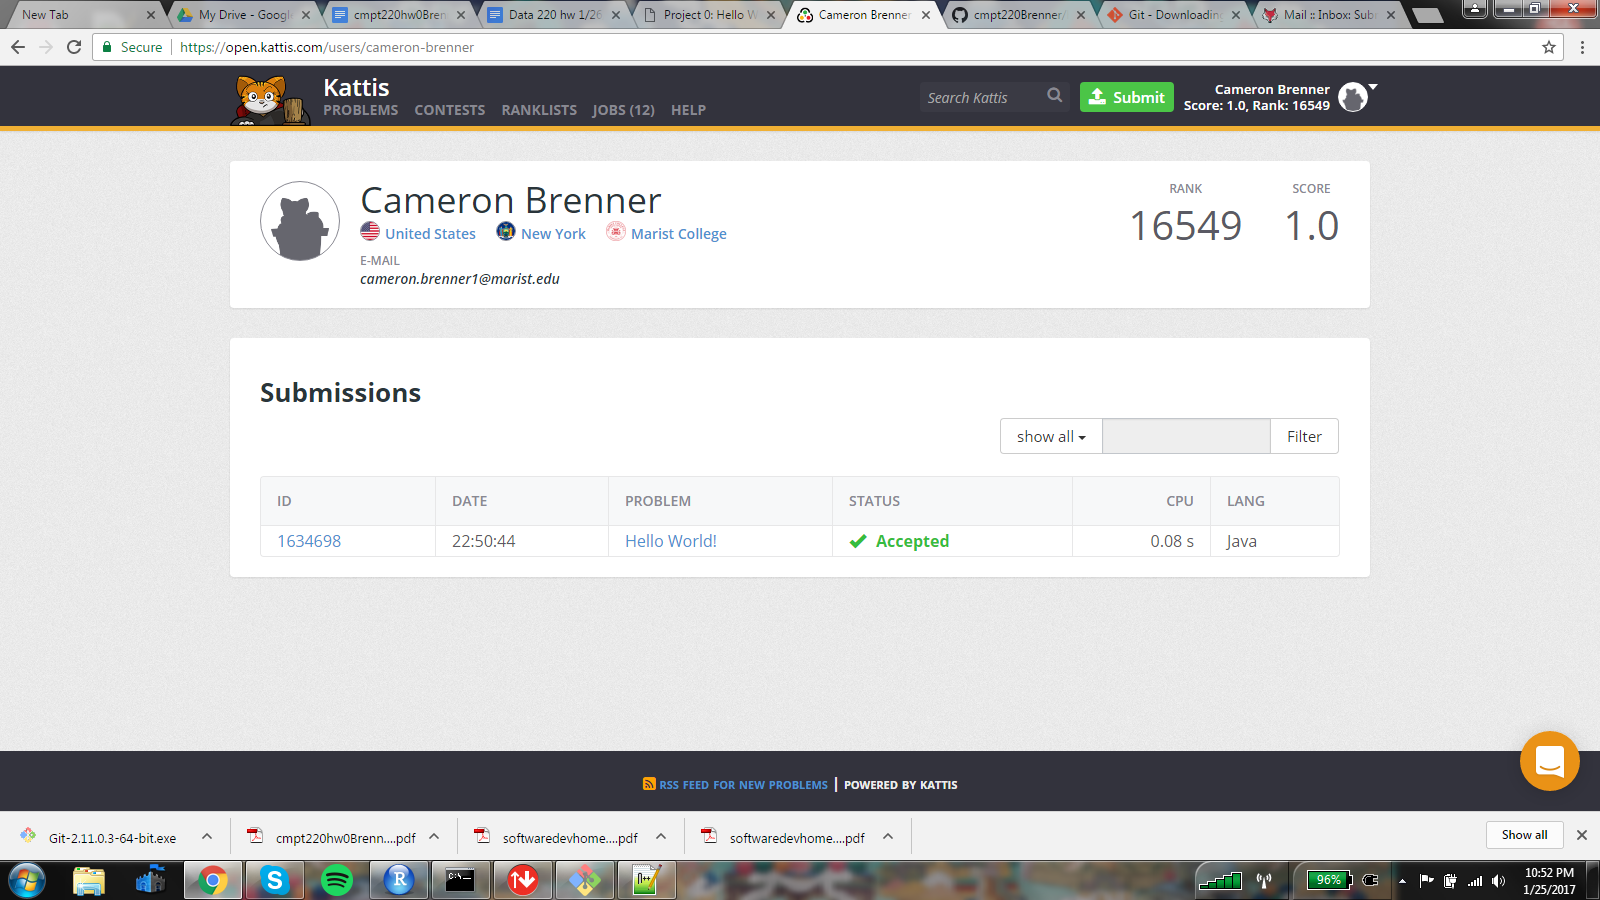 New Tab
My Drive - Googl
cmpt220hw0Bren
Data 220 hw 1/26
Project 0: Hello W
Cameron Brenner
cmpt220Brenner/
Git - Downloading
Mail :: Inbox: Sub
Secure
https://open.kattis.com/users/cameron-brenner
Kattis
PROBLEMS CONTESTS RANKLISTS JOBS (12) HELP
Search Kattis
Submit
Cameron Brenner
Score: 1.0, Rank: 16549
Cameron Brenner
United States New York Marist College
E-MAIL
cameron.brenner1@marist.edu
RANK SCORE
16549 1.0
Submissions
show all Filter
ID DATE PROBLEM STATUS CPU LANG
1634698 22:50:44 Hello World! Accepted 0.08 s Java
RSS FEED FOR NEW PROBLEMS | POWERED BY KATTIS
Git-2.11.0.3-64-bit.exe
cmpt220hw0Brenn....pdf
softwaredevhome....pdf
softwaredevhome....pdf
Show all
C:\-
n++
96%
10:52 PM
1/25/2017